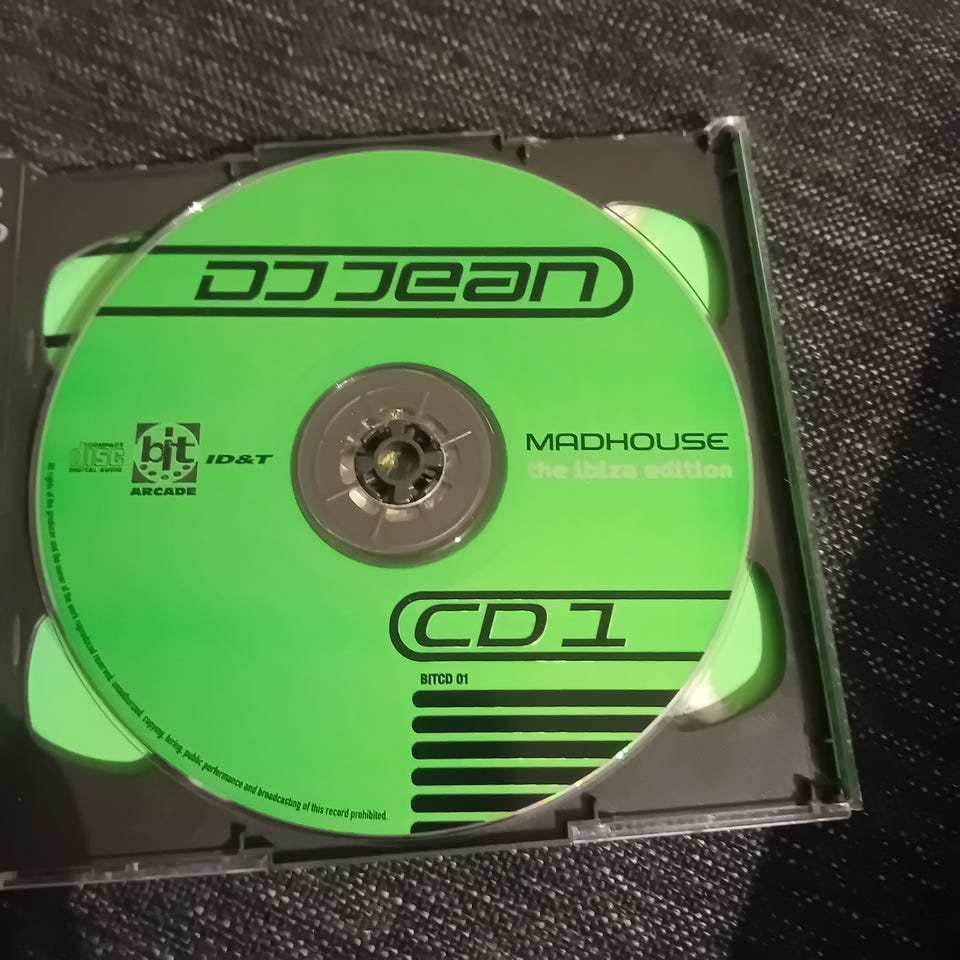 DJ Jean
COMPACT
disc
DIGITAL AUDIO
bit
ARCADE
ID&T
MADHOUSE
the ibiza edition
CD 1
BITCD 01
All rights of the producer and the owner of the work reproduced reserved. unauthorized copying, hiring, public performance and broadcasting of this record prohibited.